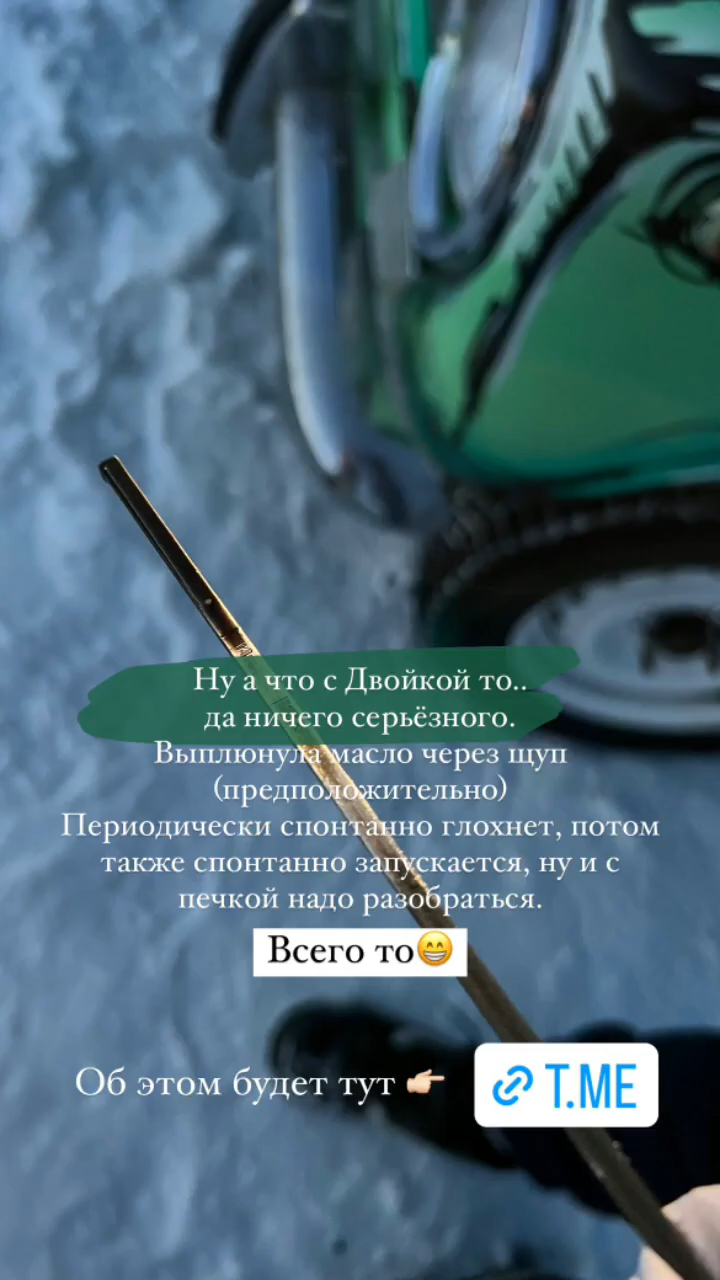 Ну а что с Двойкой то..
да ничего серьёзного.
Выплюнула масло через щуп
(предположительно)
Периодически спонтанно глохнет, потом
также спонтанно запускается, ну и с
печкой надо разобраться.
Всего то😁
Об этом будет тут 👉🏻 T.ME